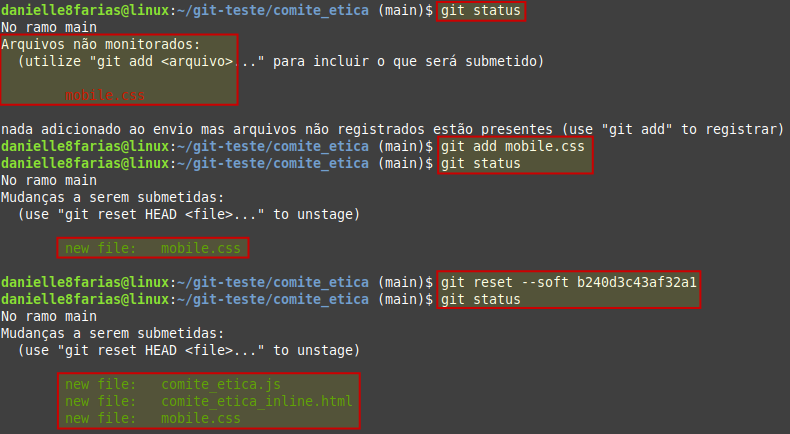 danielle8farias@linux:~/git-teste/comite_etica (main)$ git status
No ramo main
Arquivos não monitorados:
  (utilize "git add <arquivo>..." para incluir o que será submetido)
        mobile.css
nada adicionado ao envio mas arquivos não registrados estão presentes (use "git add" to registrar)
danielle8farias@linux:~/git-teste/comite_etica (main)$ git add mobile.css
danielle8farias@linux:~/git-teste/comite_etica (main)$ git status
No ramo main
Mudanças a serem submetidas:
  (use "git reset HEAD <file>..." to unstage)
        new file:   mobile.css
danielle8farias@linux:~/git-teste/comite_etica (main)$ git reset --soft b240d3c43af32a1
danielle8farias@linux:~/git-teste/comite_etica (main)$ git status
No ramo main
Mudanças a serem submetidas:
  (use "git reset HEAD <file>..." to unstage)
        new file:   comite_etica.js
        new file:   comite_etica_inline.html
        new file:   mobile.css